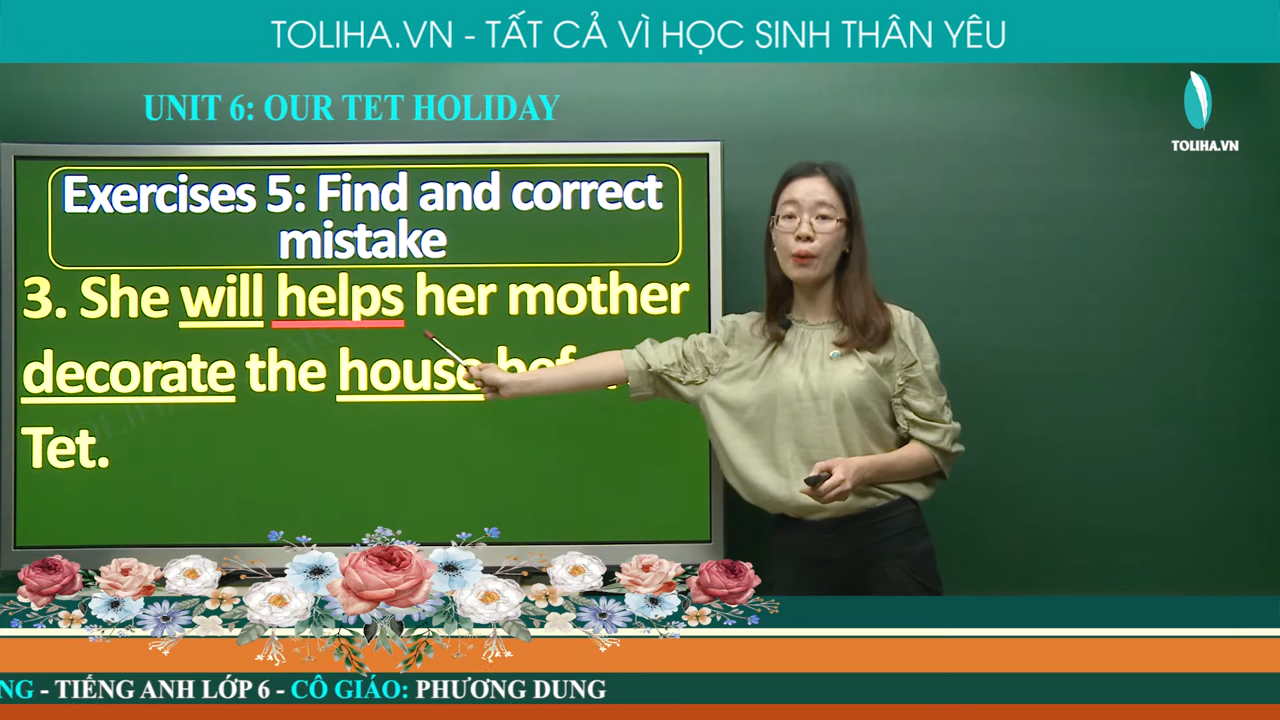 TOLIHA.VN - TẤT CẢ VÌ HỌC SINH THÂN YÊU
UNIT 6: OUR TET HOLIDAY
TOLIHA.VN
Exercises 5: Find and correct
mistake
3. She will helps her mother
decorate the house
Tet.
NG - TIẾNG ANH LỚP 6 - CÔ GIÁO: PHƯƠNG DUNG